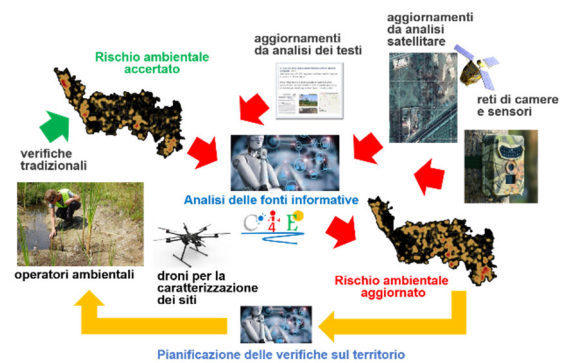 aggiornamenti
da analisi dei testi
aggiornamenti
da analisi
satellitare
Rischio ambientale
accertato
reti di camere
e sensori
verifiche
tradizionali
Analisi delle fonti informative
C I4 E
operatori ambientali
droni per la
caratterizzazione
dei siti
Rischio ambientale
aggiornato
Pianificazione delle verifiche sul territorio